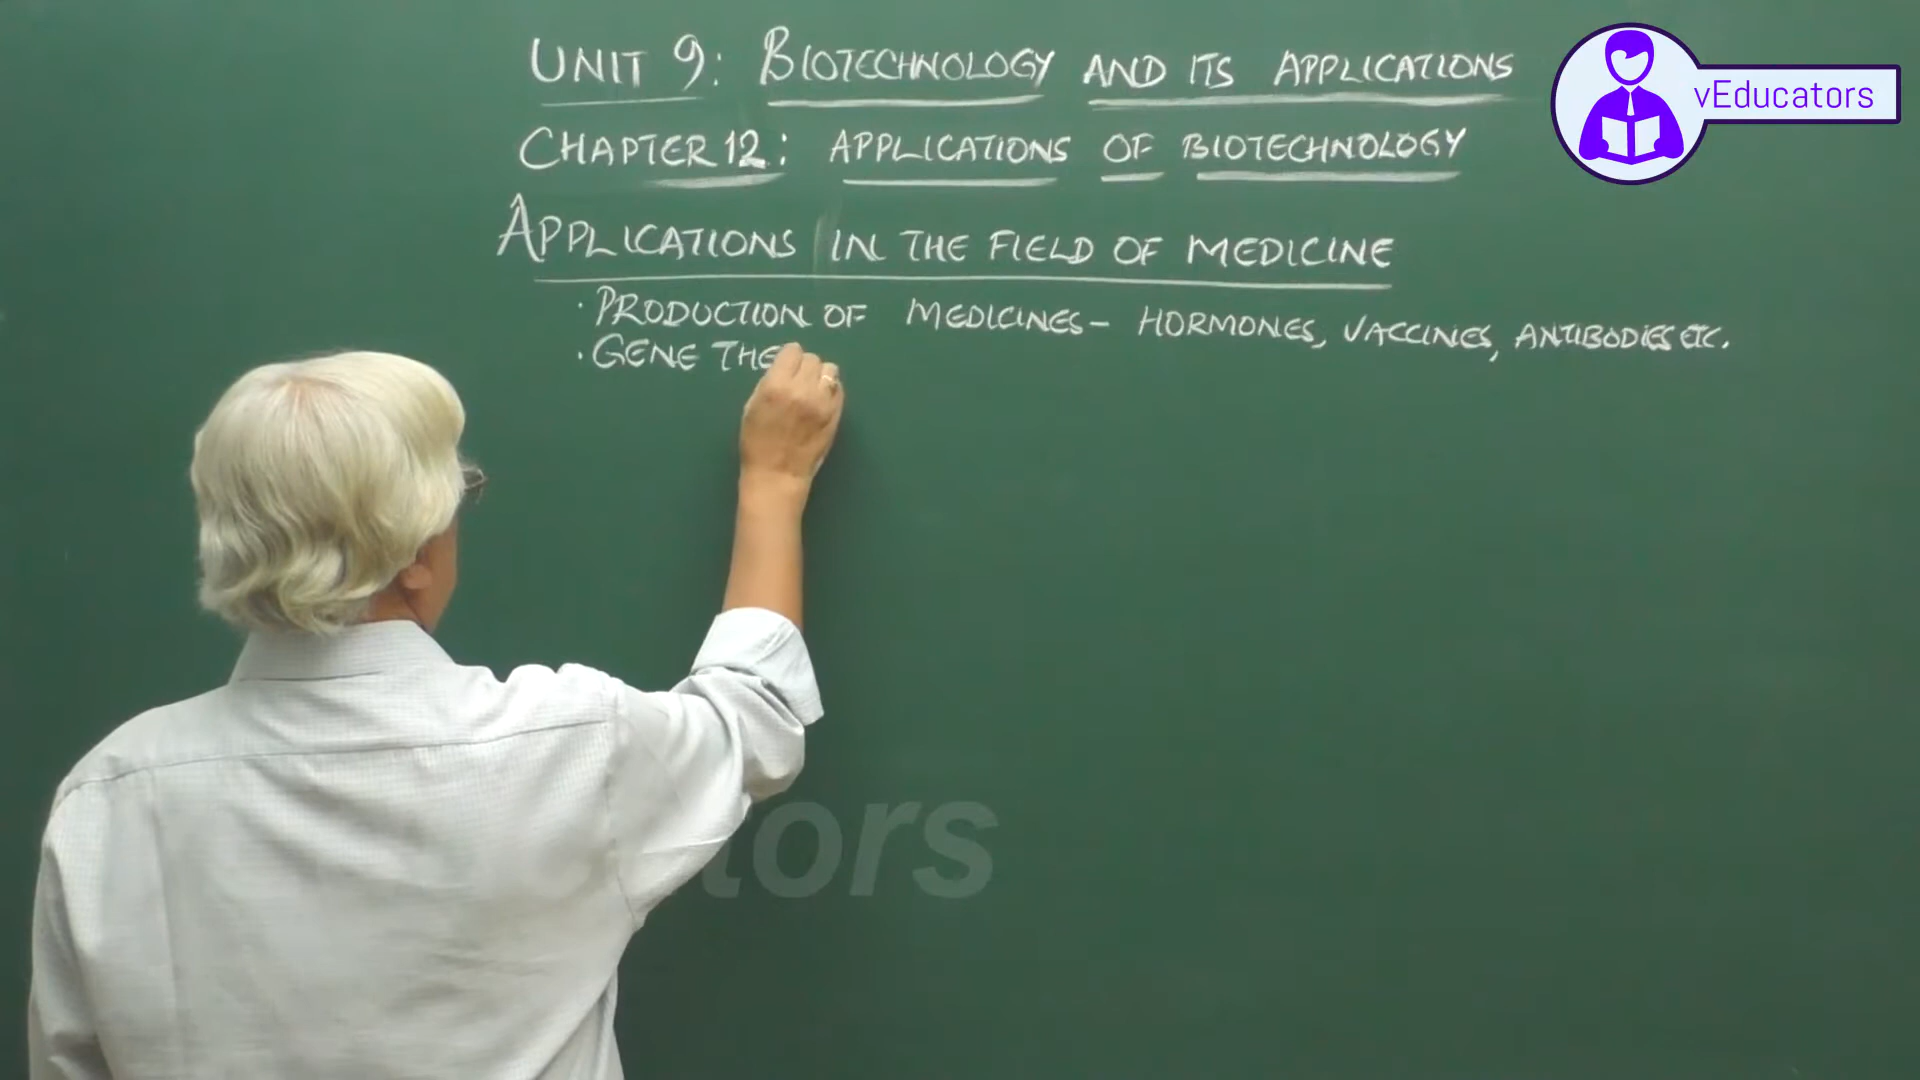 UNIT 9: BIOTECHNOLOGY AND ITS APPLICATIONS
vEducators
CHAPTER 12: APPLICATIONS OF BIOTECHNOLOGY
APPLICATIONS IN THE FIELD OF MEDICINE
· PRODUCTION OF MEDICINES - HORMONES, VACCINES, ANTIBODIES ETC.
· GENE THE
tors